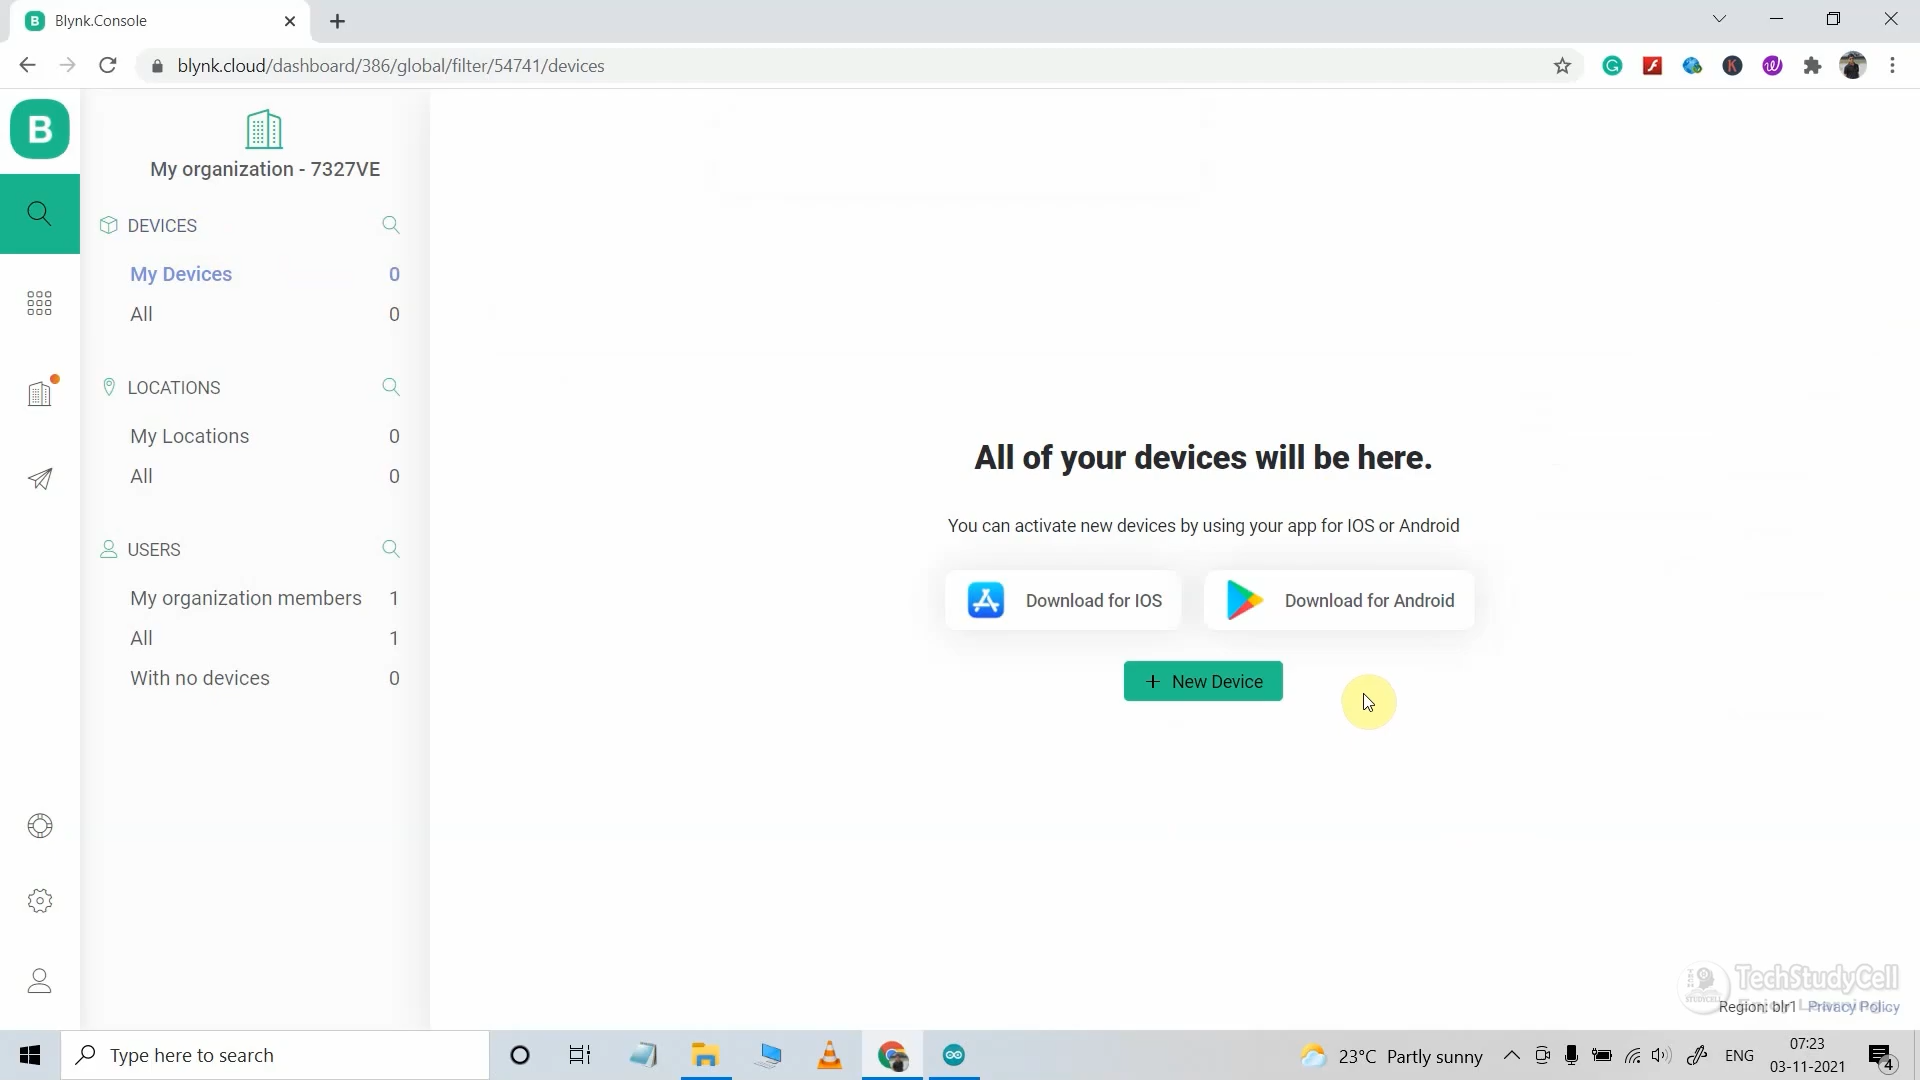 B Blynk.Console
blynk.cloud/dashboard/386/global/filter/54741/devices
B
My organization - 7327VE
DEVICES
My Devices 0
All 0
LOCATIONS
My Locations 0
All 0
USERS
My organization members 1
All 1
With no devices 0
All of your devices will be here.
You can activate new devices by using your app for IOS or Android
Download for IOS
Download for Android
+ New Device
TechStudyCell
Region: blr1 Privacy Policy
Type here to search
23°C Partly sunny
ENG
07:23
03-11-2021
4